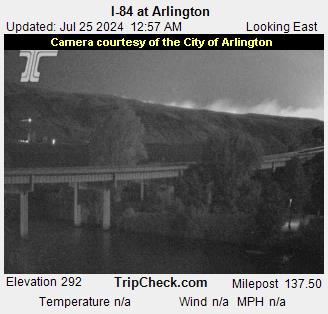 I-84 at Arlington
Updated: Jul 25 2024 12:57 AM Looking East
Camera courtesy of the City of Arlington
Elevation 292 TripCheck.com Milepost 137.50
Temperature n/a Wind n/a MPH n/a